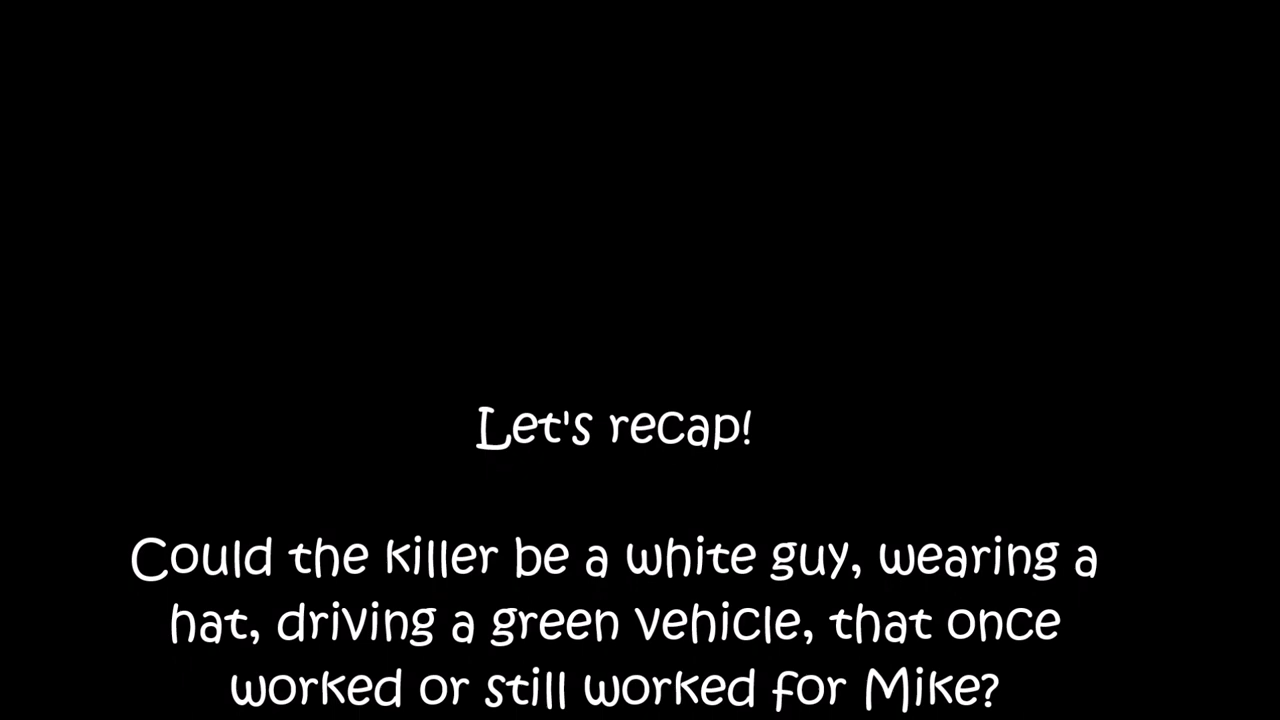 Let's recap!
Could the killer be a white guy, wearing a
hat, driving a green vehicle, that once
worked or still worked for Mike?